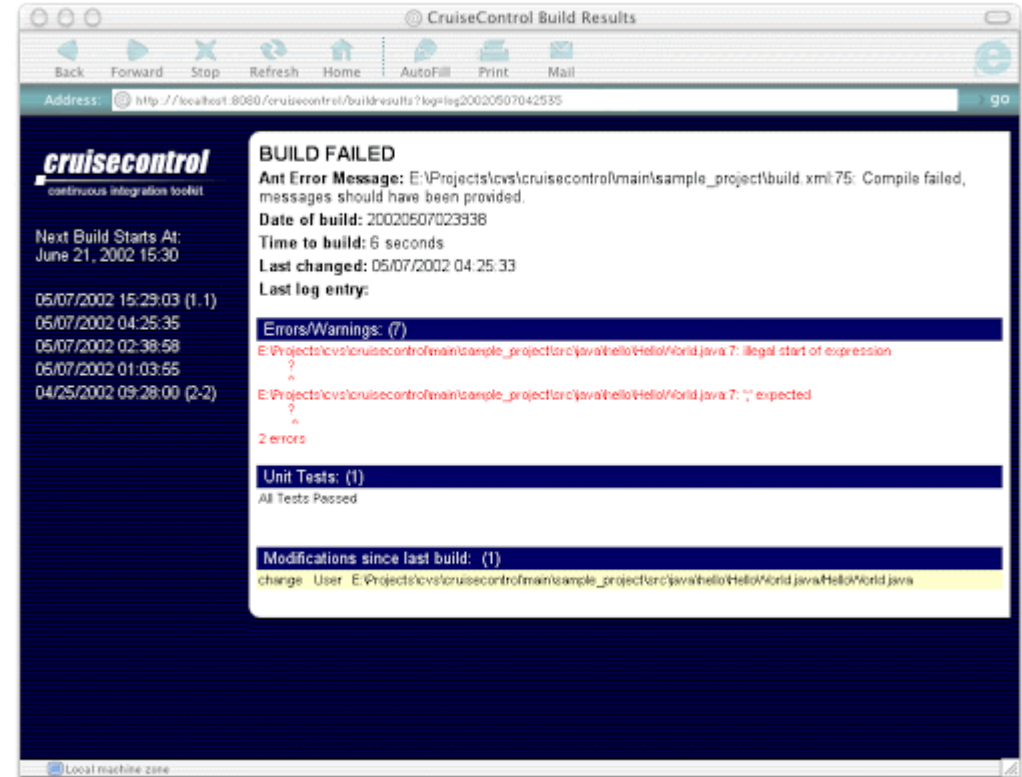 CruiseControl Build Results
Back Forward Stop Refresh Home AutoFill Print Mail
Address: http://localhost:8080/cruisecontrol/buildresults?log=log20020507042535 go
cruisecontrol
continuous integration toolkit
Next Build Starts At:
June 21, 2002 15:30
05/07/2002 15:29:03 (1.1)
05/07/2002 04:25:35
05/07/2002 02:38:58
05/07/2002 01:03:55
04/25/2002 09:28:00 (2-2)
BUILD FAILED
Ant Error Message: E:\Projects\cvs\cruisecontrol\main\sample_project\build.xml:75: Compile failed,
messages should have been provided.
Date of build: 20020507023938
Time to build: 6 seconds
Last changed: 05/07/2002 04:25:33
Last log entry:
Errors/Warnings: (7)
E:\Projects\cvs\cruisecontrol\main\sample_project\src\java\hello\HelloWorld.java:7: illegal start of expression
?
^
E:\Projects\cvs\cruisecontrol\main\sample_project\src\java\hello\HelloWorld.java:7: ';' expected
?
^
2 errors
Unit Tests: (1)
All Tests Passed
Modifications since last build: (1)
change User E:\Projects\cvs\cruisecontrol\main\sample_project\src\java\hello\HelloWorld.java/HelloWorld.java
Local machine zone